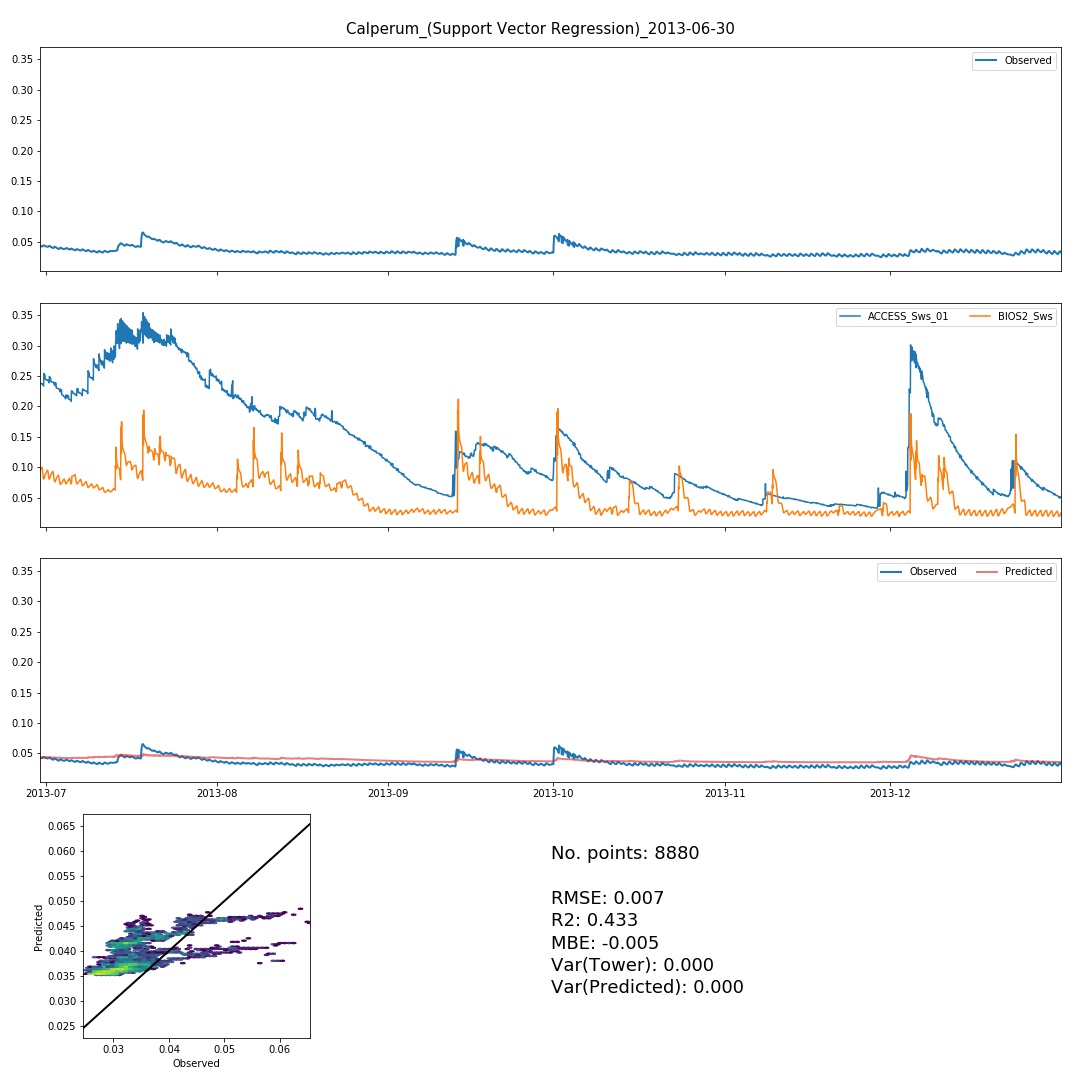 Calperum_(Support Vector Regression)_2013-06-30
0.35
0.30
0.25
0.20
0.15
0.10
0.05
Observed
0.35
0.30
0.25
0.20
0.15
0.10
0.05
ACCESS_Sws_01 BIOS2_Sws
0.35
0.30
0.25
0.20
0.15
0.10
0.05
Observed Predicted
2013-07 2013-08 2013-09 2013-10 2013-11 2013-12
0.065
0.060
0.055
0.050
0.045
0.040
0.035
0.030
0.025
Predicted
0.03 0.04 0.05 0.06
Observed
No. points: 8880
RMSE: 0.007
R2: 0.433
MBE: -0.005
Var(Tower): 0.000
Var(Predicted): 0.000